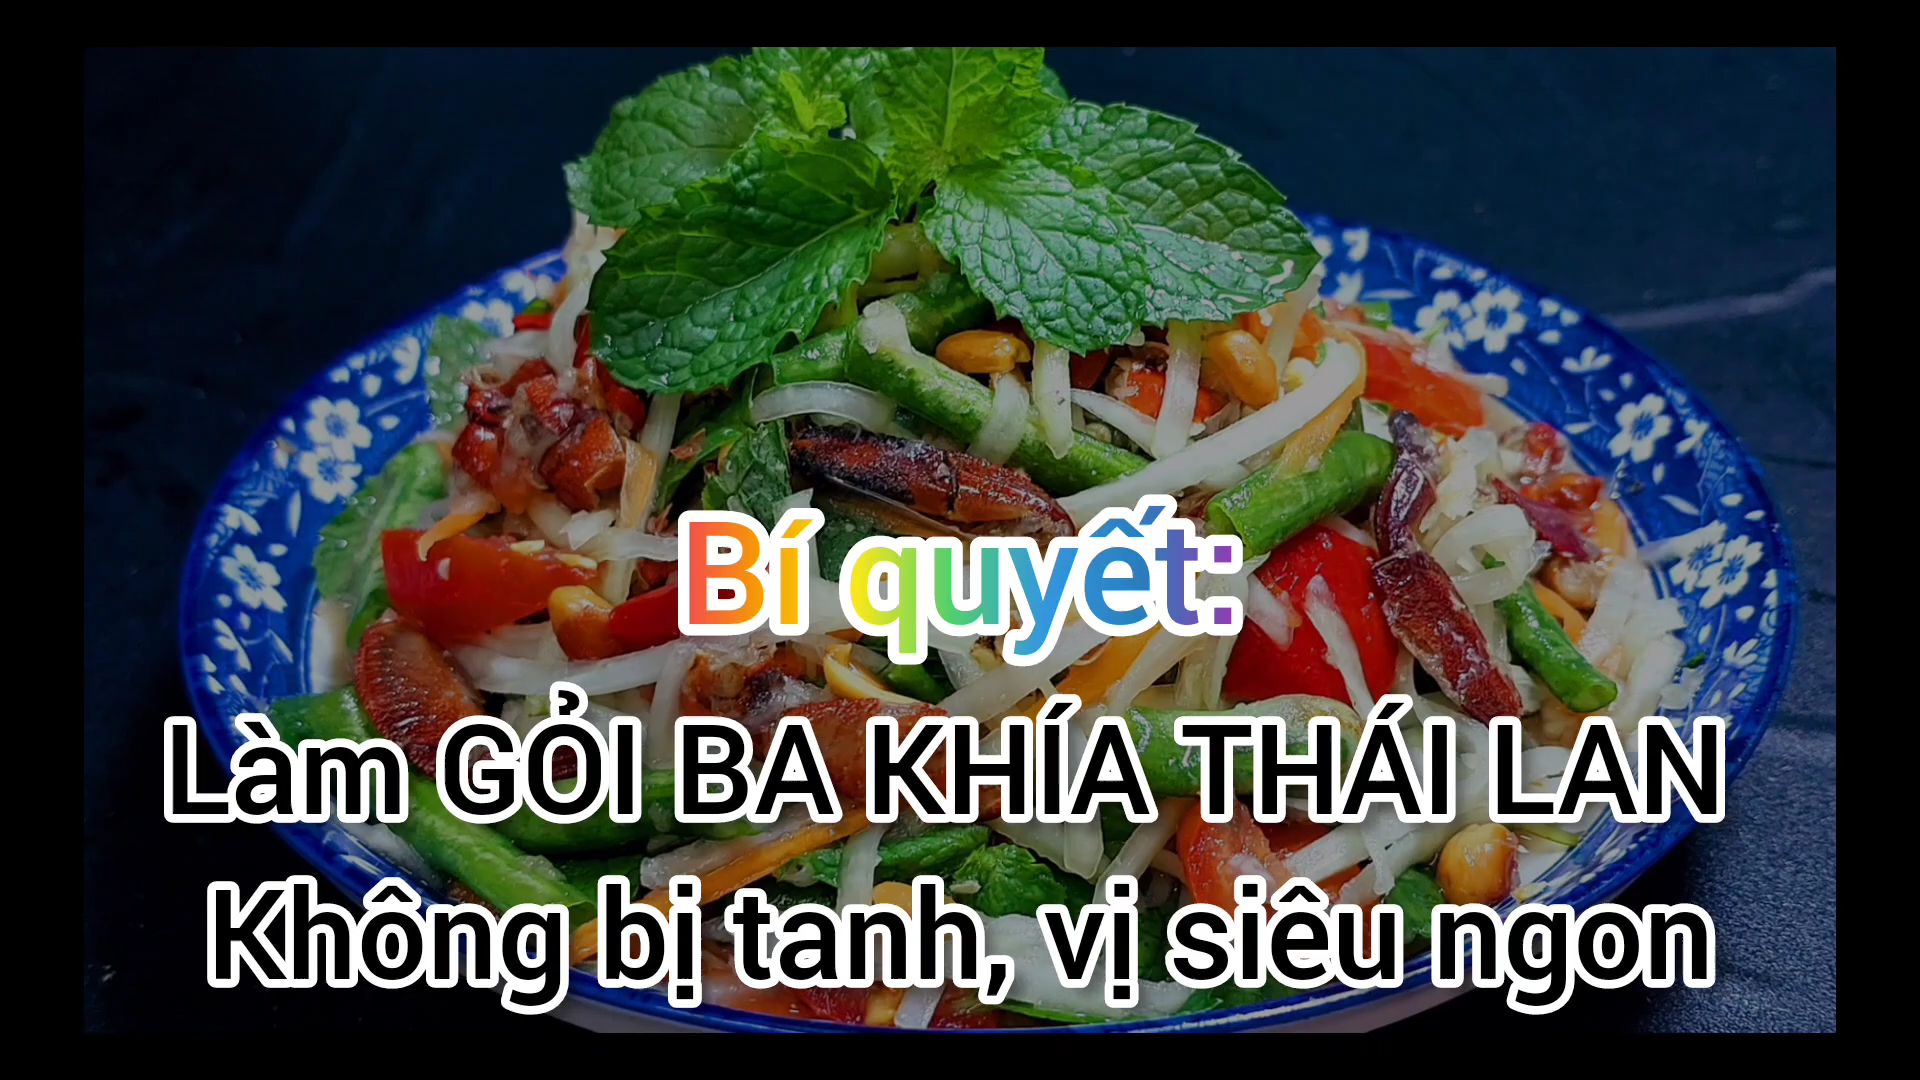 Bí quyết:
Làm GỎI BA KHÍA THÁI LAN
Không bị tanh, vị siêu ngon